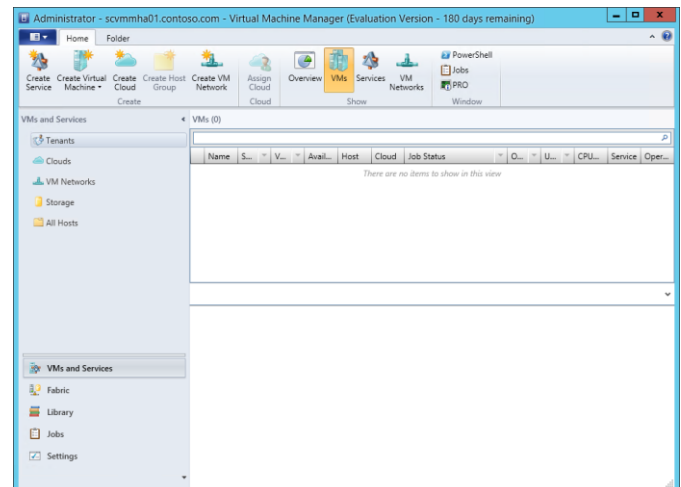 Administrator - scvmmha01.contoso.com - Virtual Machine Manager (Evaluation Version - 180 days remaining)
Home Folder
Create Service Create Virtual Machine Create Cloud Create Host Group Create VM Network Assign Cloud Overview VMs Services VM Networks PowerShell
Jobs
PRO
Create Cloud Show Window
VMs and Services VMs (0)
Tenants
Clouds
VM Networks
Storage
All Hosts
Name S... V... Avail... Host Cloud Job Status O... U... CPU... Service Oper...
There are no items to show in this view
VMs and Services
Fabric
Library
Jobs
Settings